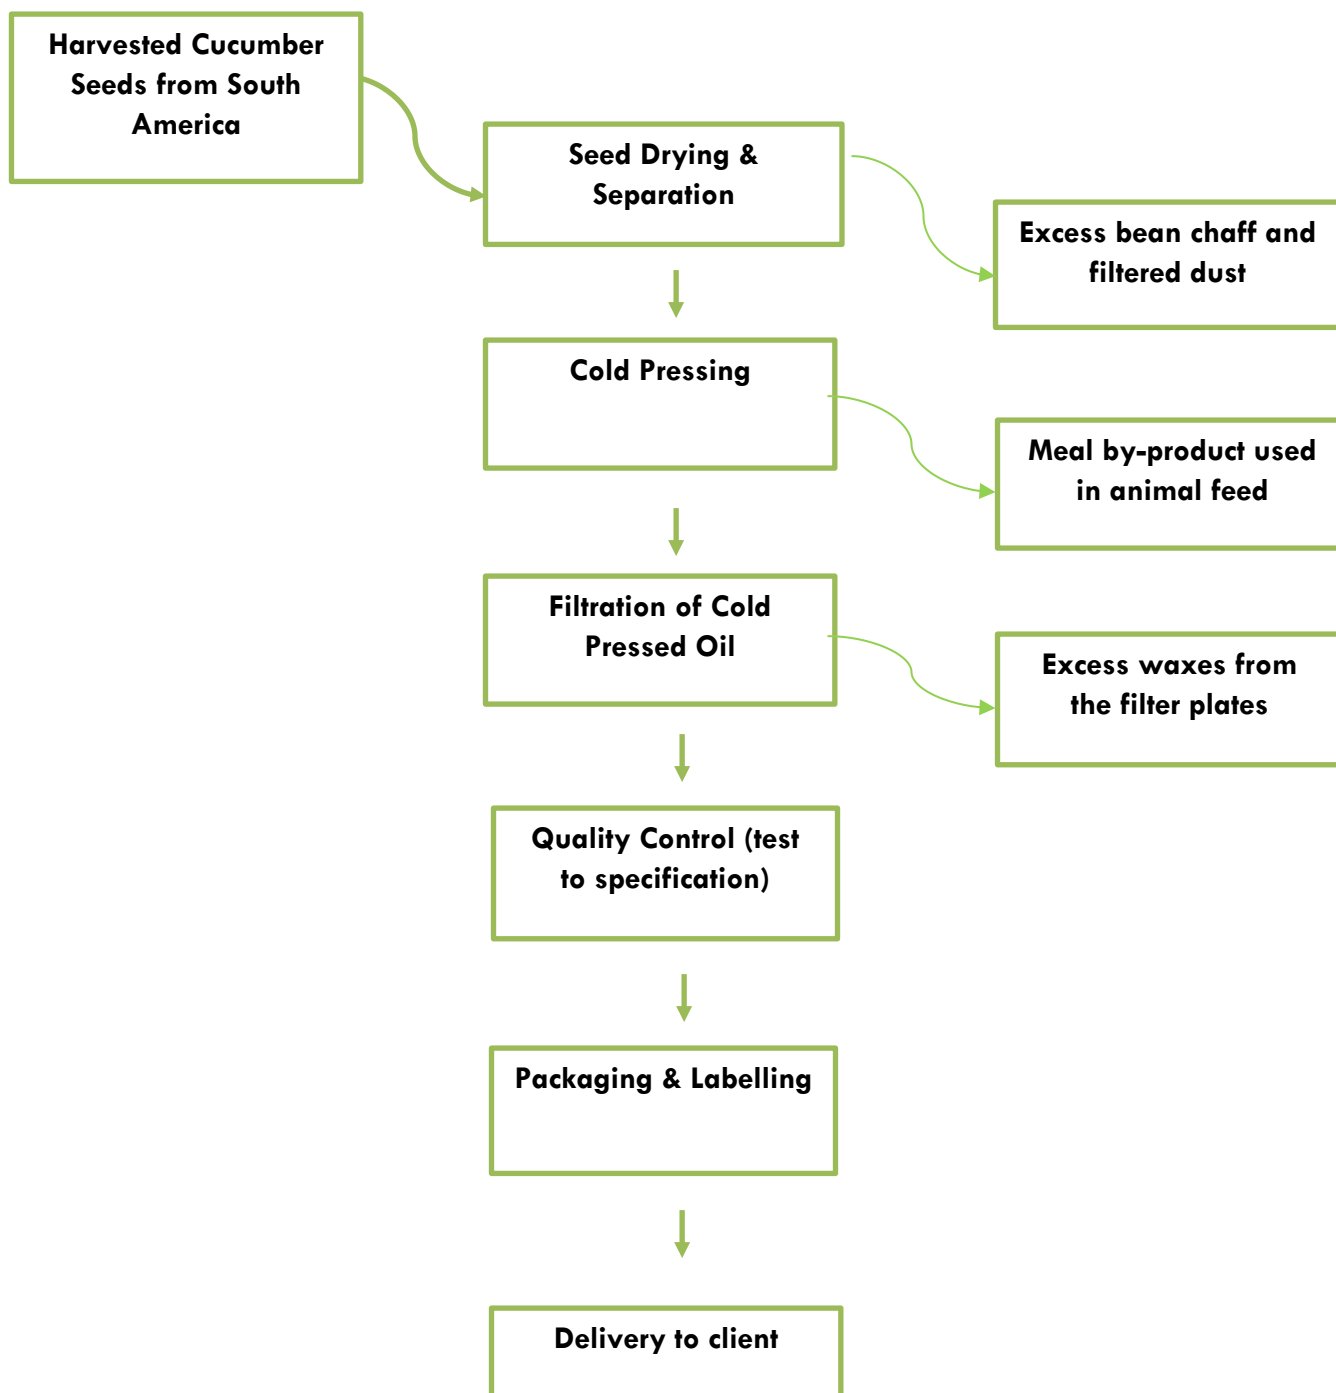 Harvested Cucumber
Seeds from South
America
Seed Drying &
Separation
Excess bean chaff and
filtered dust
Cold Pressing
Meal by-product used
in animal feed
Filtration of Cold
Pressed Oil
Excess waxes from
the filter plates
Quality Control (test
to specification)
Packaging & Labelling
Delivery to client